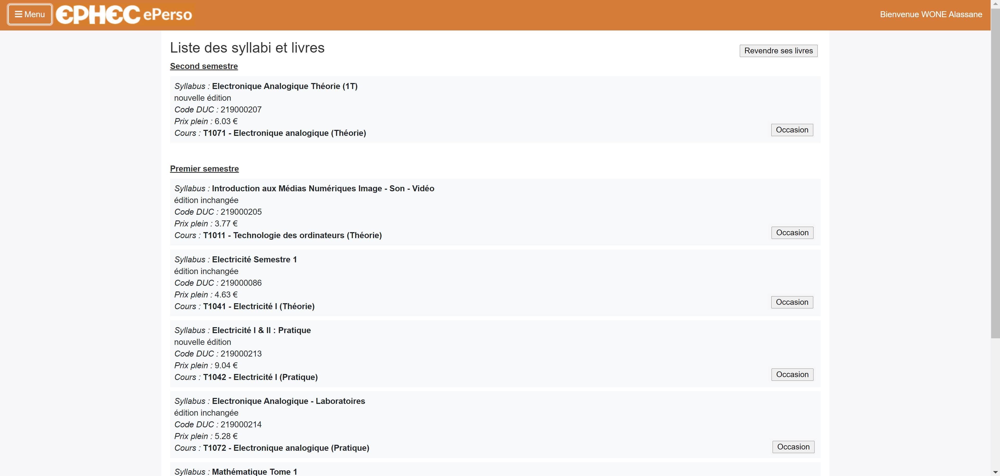 Menu EPHEC ePerso Bienvenue WONE Alassane
Liste des syllabi et livres
Revendre ses livres
Second semestre
Syllabus : Electronique Analogique Théorie (1T)
nouvelle édition
Code DUC : 219000207
Prix plein : 6.03 €
Cours : T1071 - Electronique analogique (Théorie)
Occasion
Premier semestre
Syllabus : Introduction aux Médias Numériques Image - Son - Vidéo
édition inchangée
Code DUC : 219000205
Prix plein : 3.77 €
Cours : T1011 - Technologie des ordinateurs (Théorie)
Occasion
Syllabus : Electricité Semestre 1
édition inchangée
Code DUC : 219000086
Prix plein : 4.63 €
Cours : T1041 - Electricité I (Théorie)
Occasion
Syllabus : Electricité I & II : Pratique
nouvelle édition
Code DUC : 219000213
Prix plein : 9.04 €
Cours : T1042 - Electricité I (Pratique)
Occasion
Syllabus : Electronique Analogique - Laboratoires
édition inchangée
Code DUC : 219000214
Prix plein : 5.28 €
Cours : T1072 - Electronique analogique (Pratique)
Occasion
Syllabus : Mathématique Tome 1